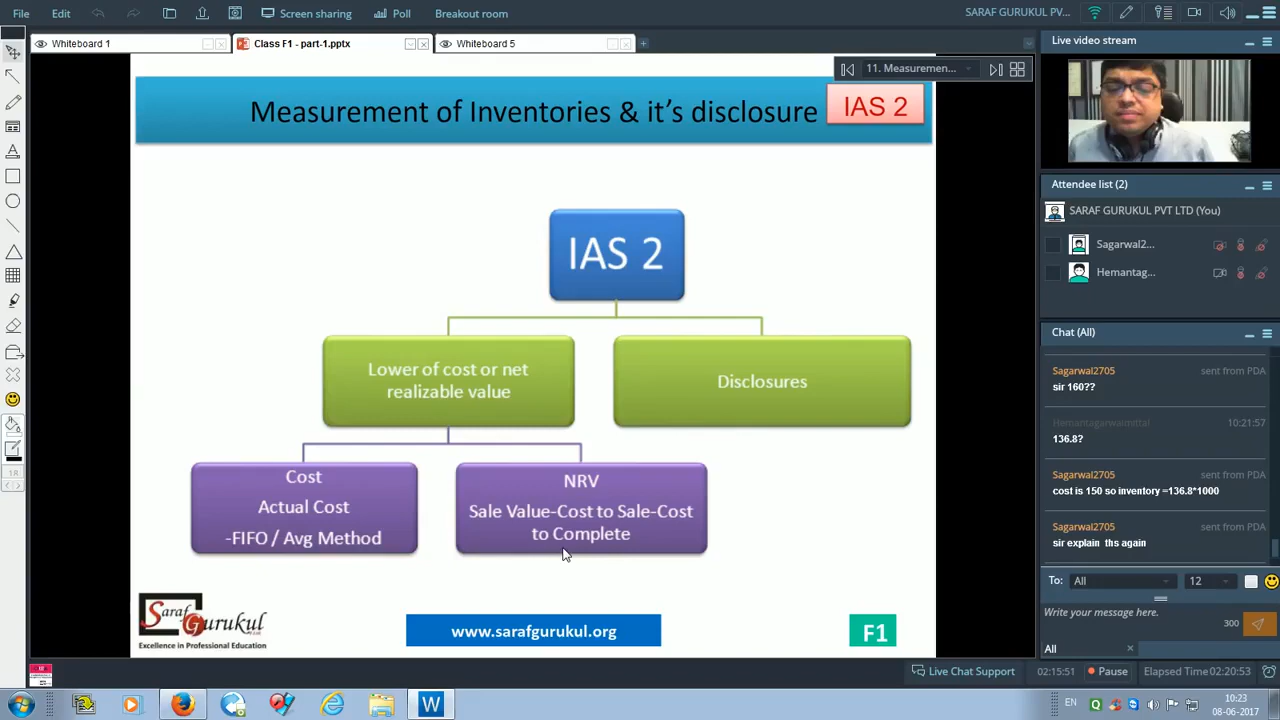 File
Edit
Screen sharing
Poll
Breakout room
SARAF GURUKUL PV...
Whiteboard 1
Class F1 - part-1.pptx
Whiteboard 5
11. Measuremen...
Measurement of Inventories & it's disclosure
IAS 2
IAS 2
Lower of cost or net
realizable value
Disclosures
Cost
Actual Cost
-FIFO / Avg Method
NRV
Sale Value-Cost to Sale-Cost
to Complete
Saraf
Gurukul
Excellence in Professional Education
www.sarafgurukul.org
F1
Live video stream
Attendee list (2)
SARAF GURUKUL PVT LTD (You)
Sagarwal2...
Hemantag...
Chat (All)
Sagarwal2705 sent from PDA
sir 160??
Hemantagarwalmittal 10:21:57
136.8?
Sagarwal2705 sent from PDA
cost is 150 so inventory =136.8*1000
Sagarwal2705 sent from PDA
sir explain ths again
To: All 12
Write your message here.
300
All
Live Chat Support
02:15:51
Pause
Elapsed Time 02:20:53
EN
10:23
08-06-2017